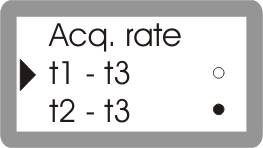 Acq. rate
t1 - t3
t2 - t3